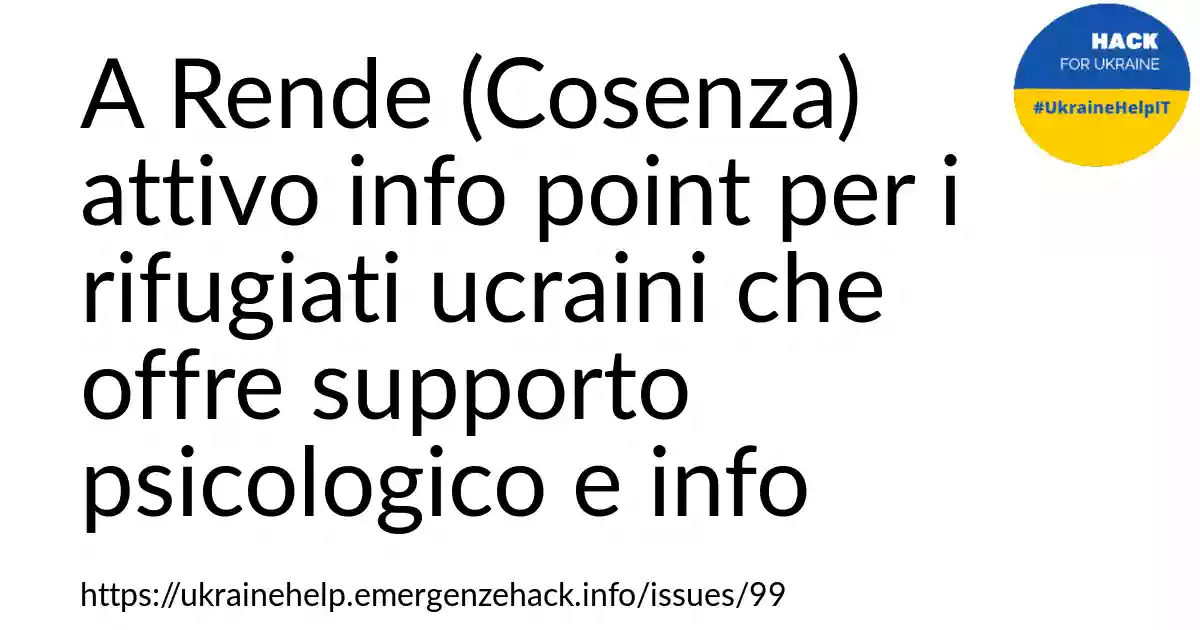 A Rende (Cosenza)
attivo info point per i
rifugiati ucraini che
offre supporto
psicologico e info
https://ukrainehelp.emergenzehack.info/issues/99
HACK
FOR UKRAINE
#UkraineHelpIT